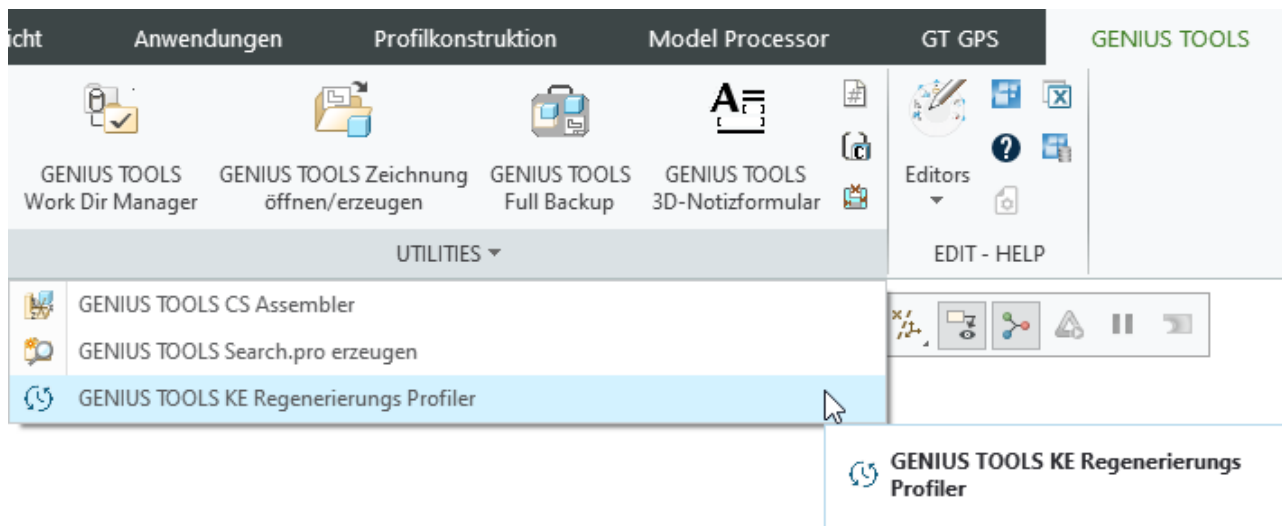 icht Anwendungen Profilkonstruktion Model Processor GT GPS GENIUS TOOLS
GENIUS TOOLS
Work Dir Manager
GENIUS TOOLS Zeichnung
öffnen/erzeugen
GENIUS TOOLS
Full Backup
GENIUS TOOLS
3D-Notizformular
Editors
UTILITIES
EDIT - HELP
GENIUS TOOLS CS Assembler
GENIUS TOOLS Search.pro erzeugen
GENIUS TOOLS KE Regenerierungs Profiler
GENIUS TOOLS KE Regenerierungs
Profiler